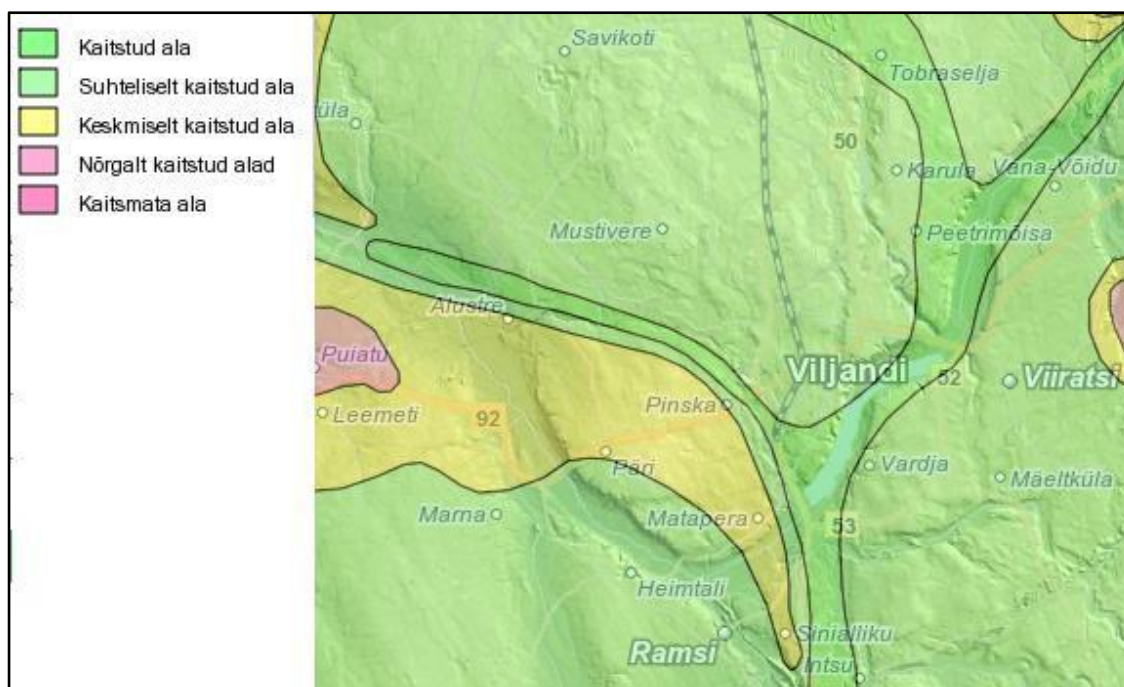 Kaitstud ala
Suhteliselt kaitstud ala
Keskmiselt kaitstud ala
Nõrgalt kaitstud alad
Kaitsmata ala
Savikoti
Tobraselja
üla
50
Karula
Vana-Võidu
Mustivere
Peetrimõisa
Alustre
Puiatu
Viljandi
52
Viiratsi
Leemeti
92
Pinska
Päri
Vardja
Mäeltküla
Marna
Matapera
53
Heimtali
Sinialliku
Ramsi
Intsu